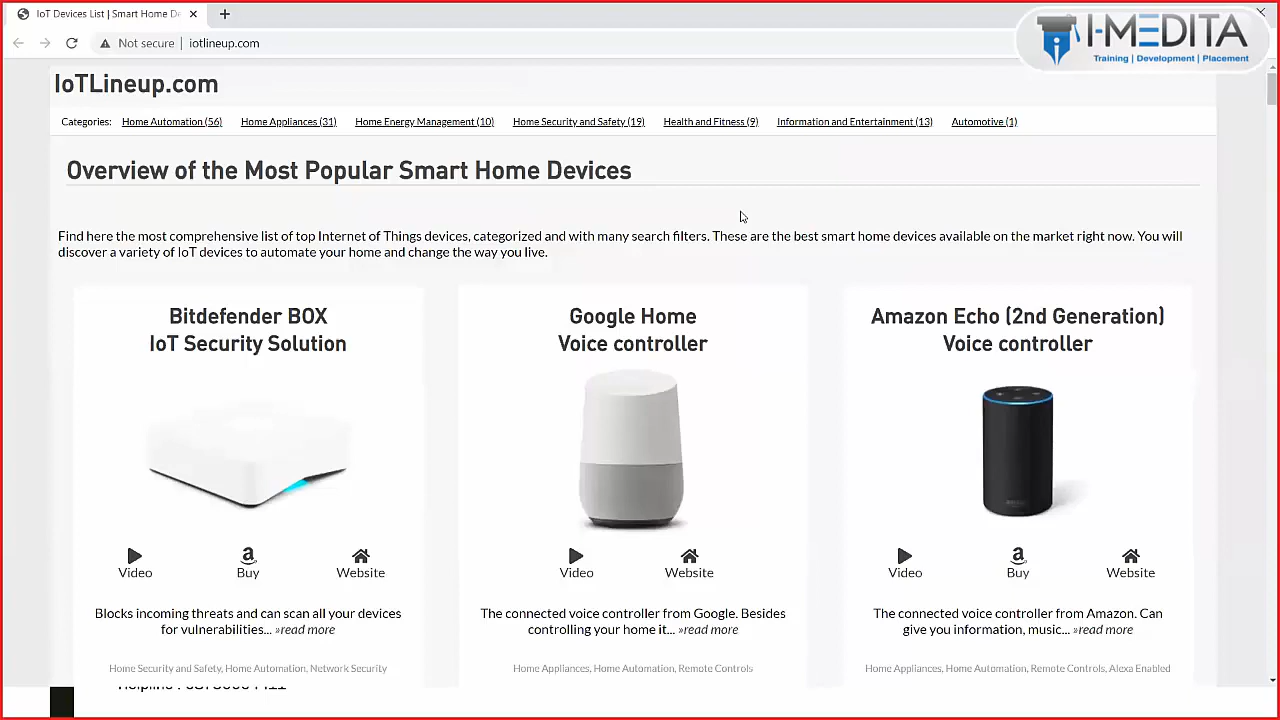 IoT Devices List | Smart Home De
Not secure | iotlineup.com
I-MEDITA
Training | Development | Placement
IoTLineup.com
Categories: Home Automation (56) Home Appliances (31) Home Energy Management (10) Home Security and Safety (19) Health and Fitness (9) Information and Entertainment (13) Automotive (1)
Overview of the Most Popular Smart Home Devices
Find here the most comprehensive list of top Internet of Things devices, categorized and with many search filters. These are the best smart home devices available on the market right now. You will
discover a variety of IoT devices to automate your home and change the way you live.
Bitdefender BOX
IoT Security Solution
Video Buy Website
Blocks incoming threats and can scan all your devices
for vulnerabilities... »read more
Home Security and Safety, Home Automation, Network Security
Google Home
Voice controller
Video Website
The connected voice controller from Google. Besides
controlling your home it... »read more
Home Appliances, Home Automation, Remote Controls
Amazon Echo (2nd Generation)
Voice controller
Video Buy Website
The connected voice controller from Amazon. Can
give you information, music... »read more
Home Appliances, Home Automation, Remote Controls, Alexa Enabled